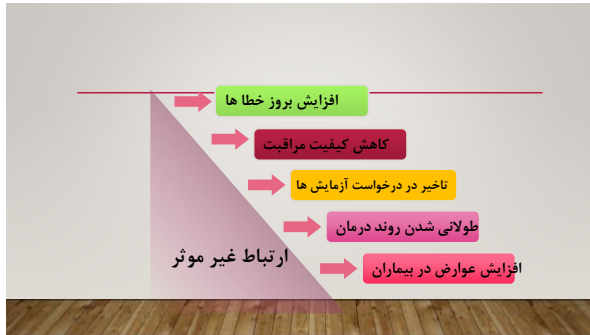 افزایش بروز خطا ها
کاهش کیفیت مراقبت
تاخیر در درخواست آزمایش ها
طولانی شدن روند درمان
ارتباط غیر موثر
افزایش عوارض در بیماران